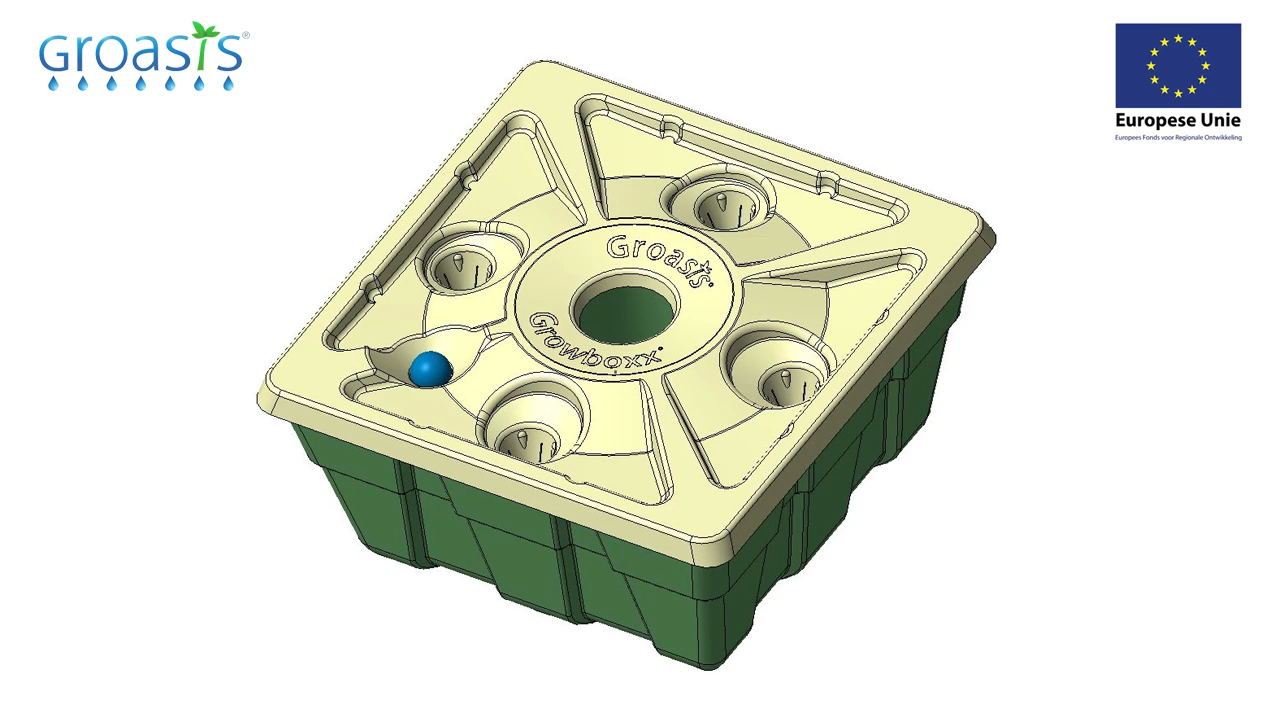 Groasis®
Europese Unie
Europees Fonds voor Regionale Ontwikkeling
Groasis®
Growboxx®